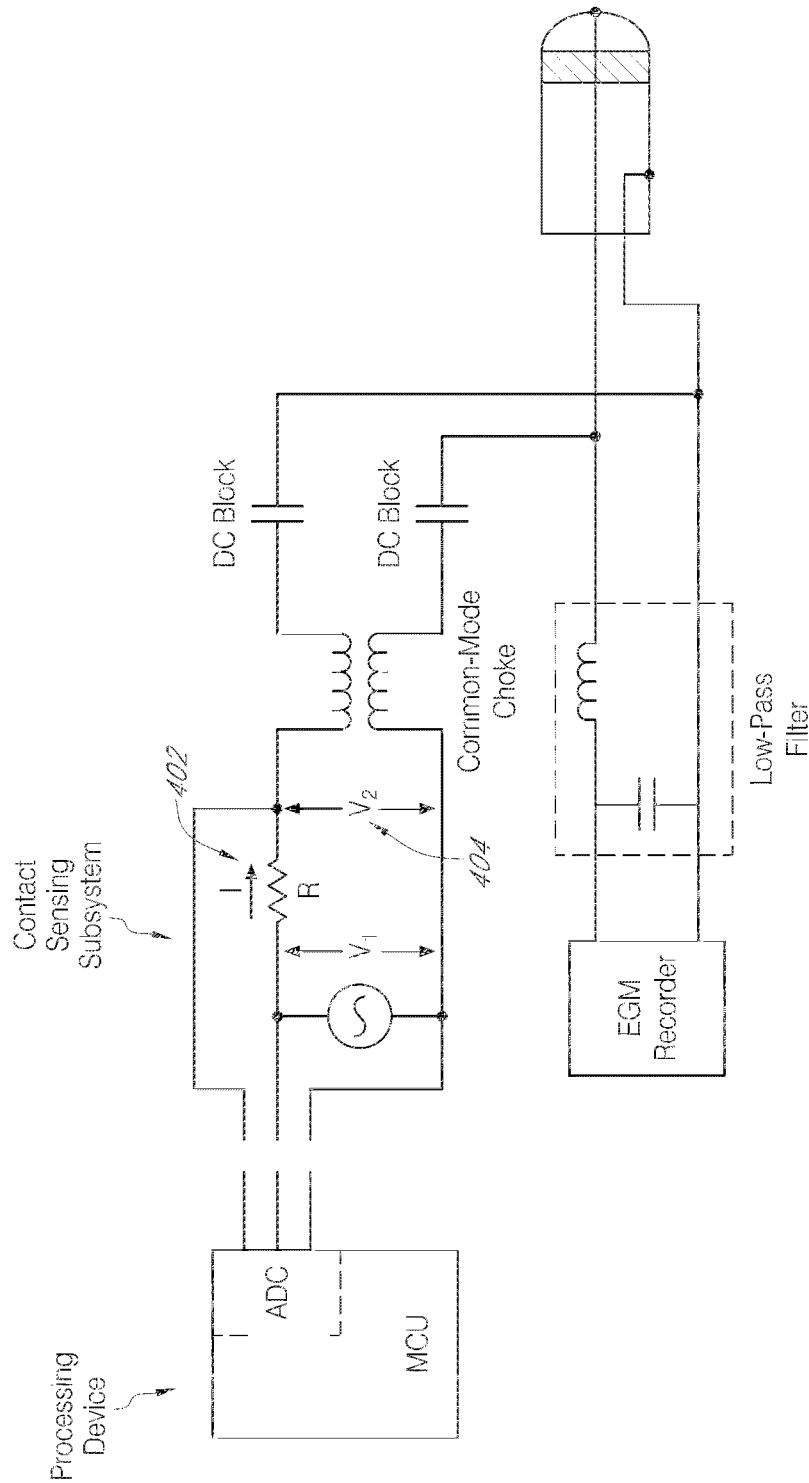 Processing
Device
ADC
MCU
Contact
Sensing
Subsystem
402
I
R
V1
V2
404
DC Block
DC Block
Common-Mode
Choke
EGM
Recorder
Low-Pass
Filter